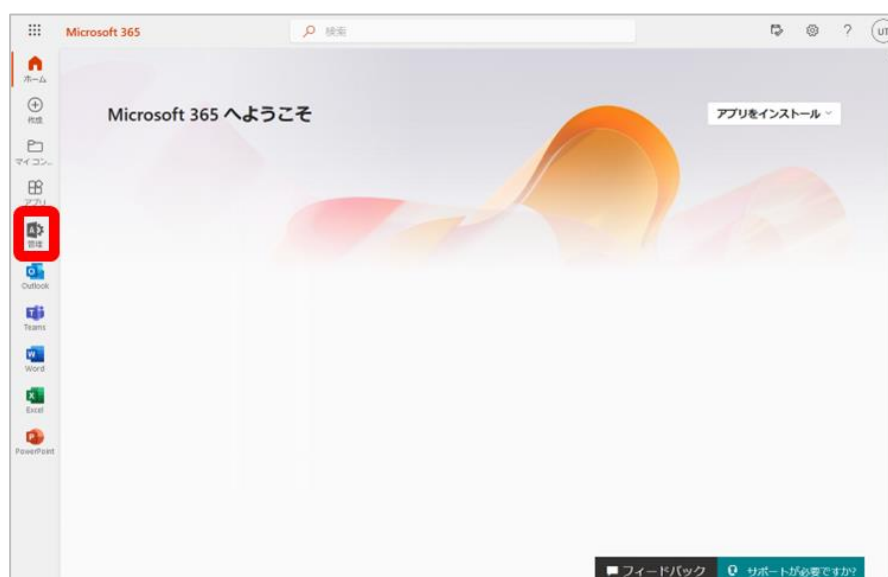 Microsoft 365
検索
?
UT
ホーム
作成
マイ コン...
アプリ
管理
Outlook
Teams
Word
Excel
PowerPoint
Microsoft 365 へようこそ
アプリをインストール
フィードバック
サポートが必要ですか?